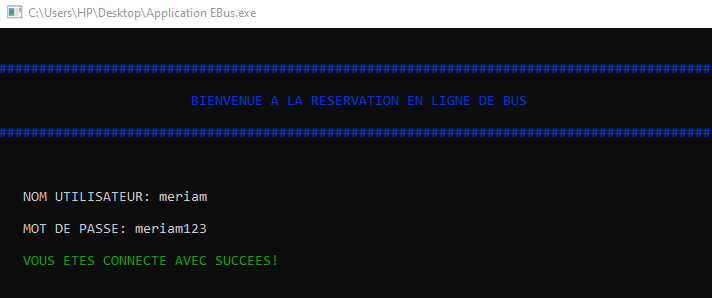 C:\Users\HP\Desktop\Application EBus.exe
#########################################################################################
BIENVENUE A LA RESERVATION EN LIGNE DE BUS
#########################################################################################
NOM UTILISATEUR: meriam
MOT DE PASSE: meriam123
VOUS ETES CONNECTE AVEC SUCCEES!